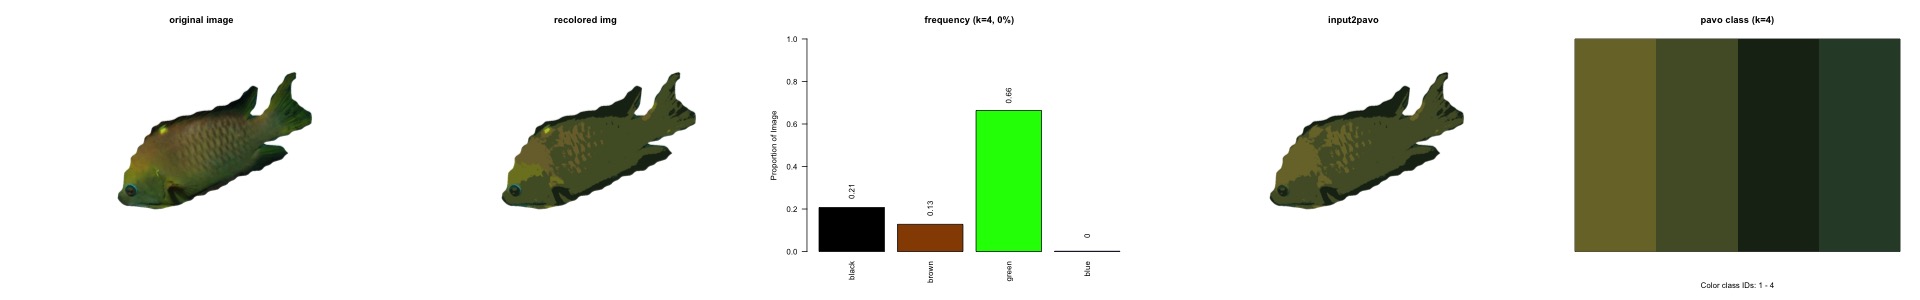 original image
recolored img
frequency (k=4, 0%)
input2pavo
pavo class (k=4)
Proportion of Image
1.0
0.8
0.6
0.4
0.2
0.0
0.21
0.13
0.66
0
black
brown
green
blue
Color class IDs: 1 - 4